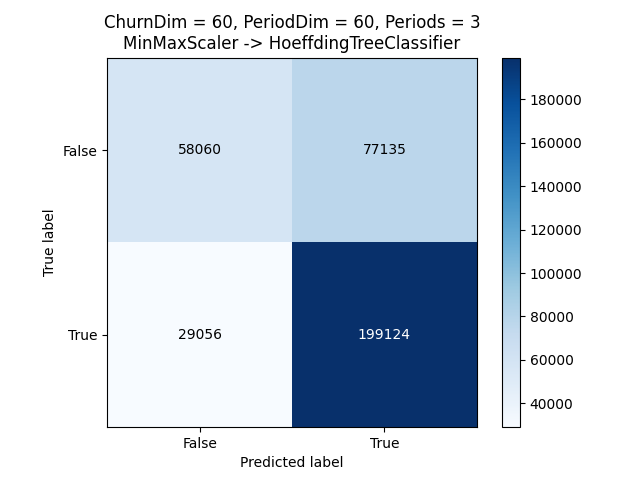 ChurnDim = 60, PeriodDim = 60, Periods = 3
MinMaxScaler -> HoeffdingTreeClassifier
True label
False
58060
77135
True
29056
199124
False
True
Predicted label
180000
160000
140000
120000
100000
80000
60000
40000